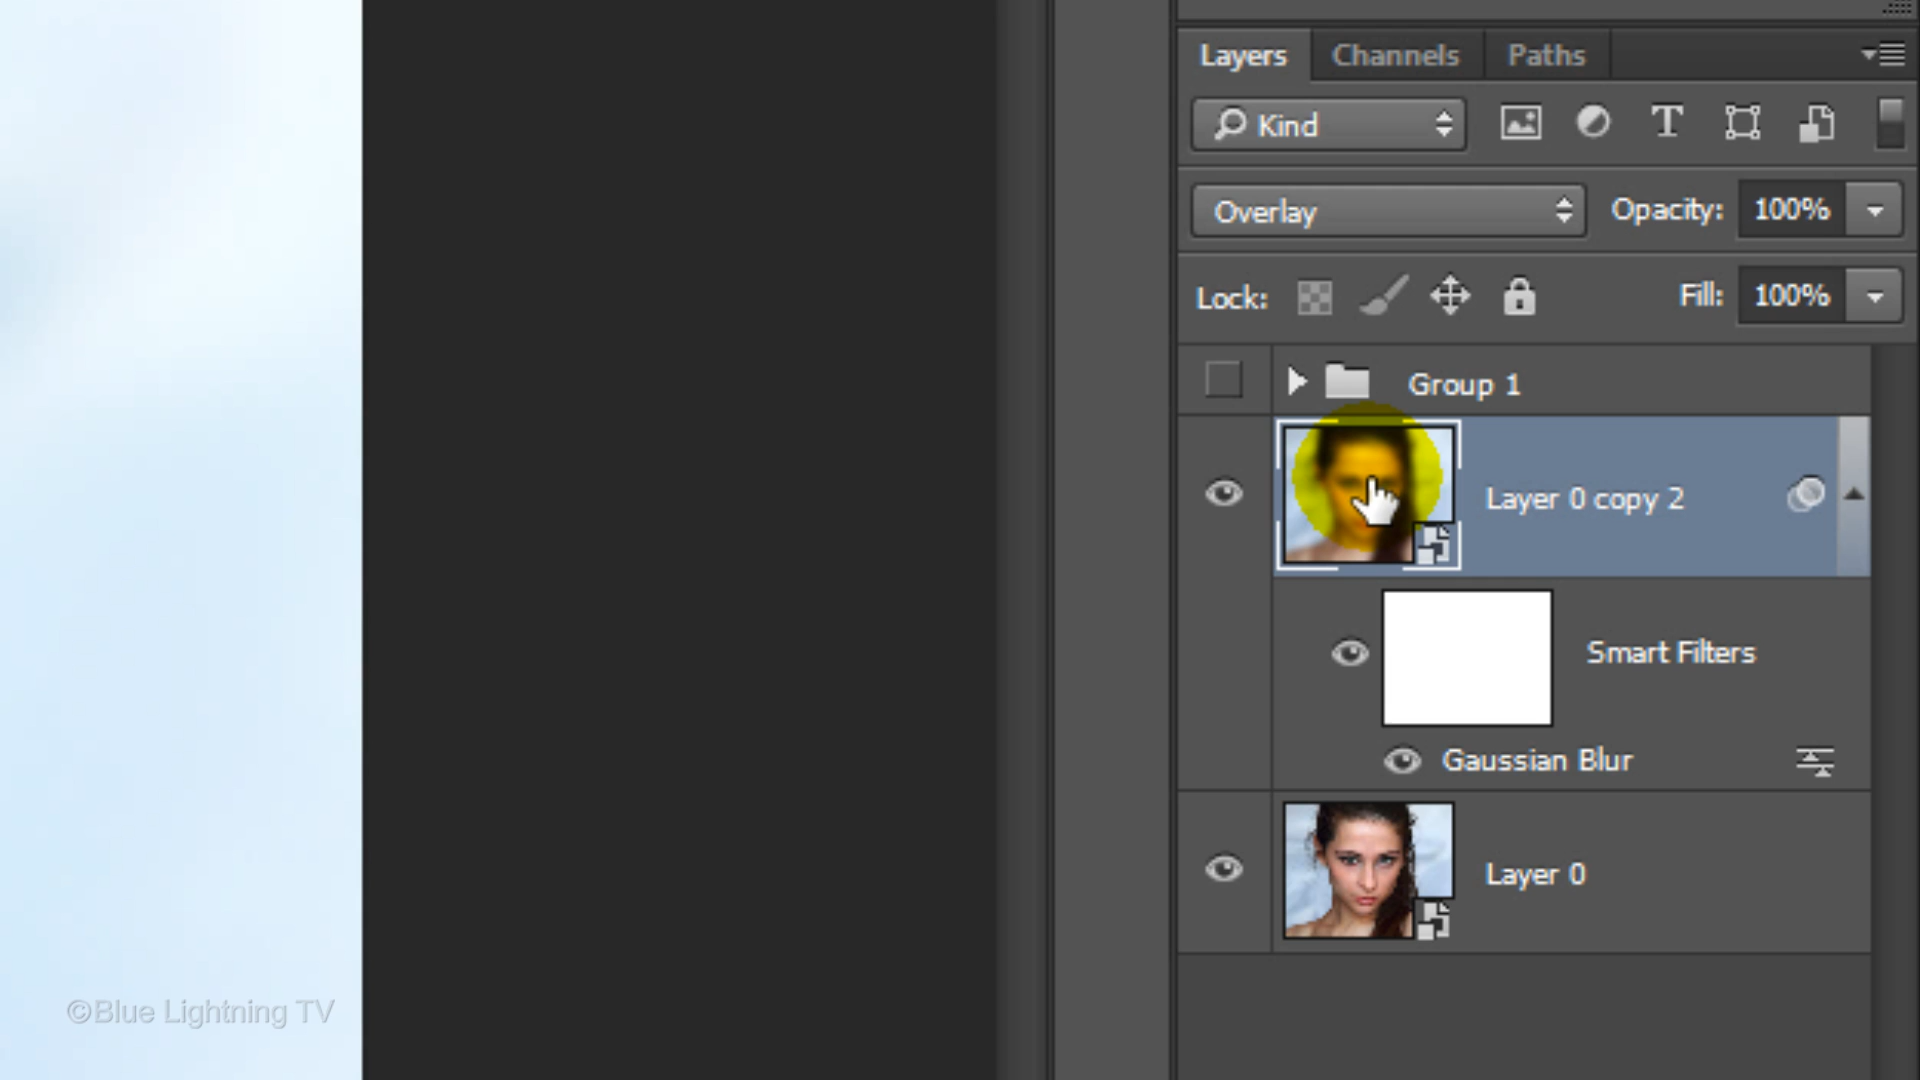 Layers Channels Paths
Kind
Overlay Opacity: 100%
Lock: Fill: 100%
Group 1
Layer 0 copy 2
Smart Filters
Gaussian Blur
Layer 0
©Blue Lightning TV